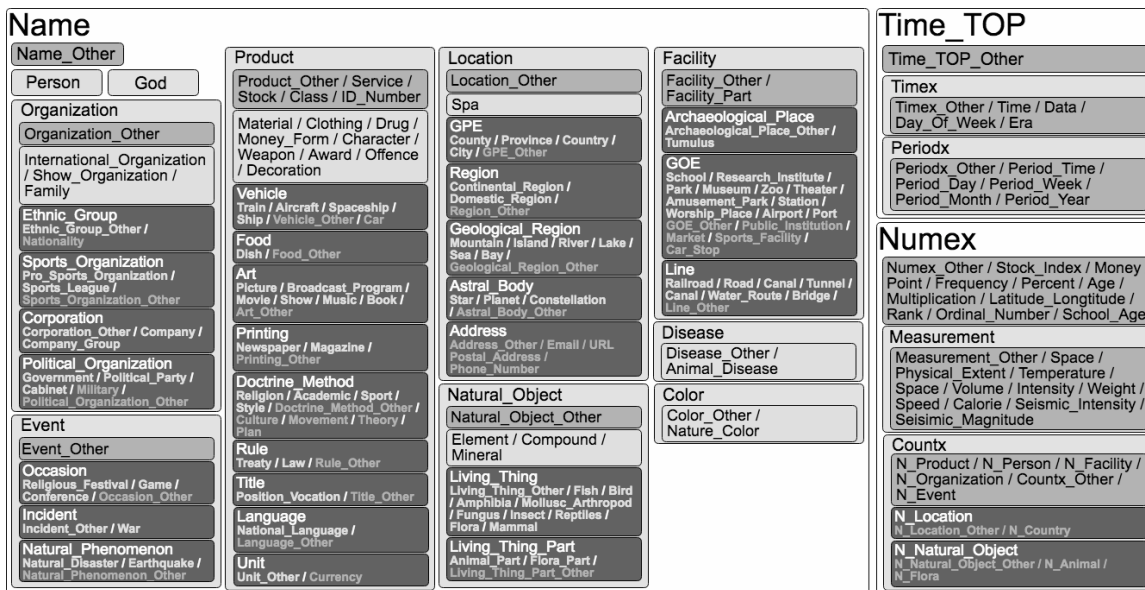 Name
Name_Other
Person
God
Organization
Organization_Other
International_Organization
/ Show_Organization /
Family
Ethnic_Group
Ethnic_Group_Other /
Nationality
Sports_Organization
Pro_Sports_Organization /
Sports_League /
Sports_Organization_Other
Corporation
Corporation_Other / Company /
Company_Group
Political_Organization
Government / Political_Party /
Cabinet / Military /
Political_Organization_Other
Event
Event_Other
Occasion
Religious_Festival / Game /
Conference / Occasion_Other
Incident
Incident_Other / War
Natural_Phenomenon
Natural_Disaster / Earthquake /
Natural_Phenomenon_Other
Product
Product_Other / Service /
Stock / Class / ID_Number
Material / Clothing / Drug /
Money_Form / Character /
Weapon / Award / Offence
/ Decoration
Vehicle
Train / Aircraft / Spaceship /
Ship / Vehicle_Other / Car
Food
Dish / Food_Other
Art
Picture / Broadcast_Program /
Movie / Show / Music / Book /
Art_Other
Printing
Newspaper / Magazine /
Printing_Other
Doctrine_Method
Religion / Academic / Sport /
Style / Doctrine_Method_Other /
Culture / Movement / Theory /
Plan
Rule
Treaty / Law / Rule_Other
Title
Position_Vocation / Title_Other
Language
National_Language /
Language_Other
Unit
Unit_Other / Currency
Location
Location_Other
Spa
GPE
County / Province / Country /
City / GPE_Other
Region
Continental_Region /
Domestic_Region /
Region_Other
Geological_Region
Mountain / Island / River / Lake /
Sea / Bay /
Geological_Region_Other
Astral_Body
Star / Planet / Constellation
/ Astral_Body_Other
Address
Address_Other / Email / URL
Postal_Address /
Phone_Number
Natural_Object
Natural_Object_Other
Element / Compound /
Mineral
Living_Thing
Living_Thing_Other / Fish / Bird
/ Amphibia / Mollusc_Arthropod
/ Fungus / Insect / Reptiles /
Flora / Mammal
Living_Thing_Part
Animal_Part / Flora_Part /
Living_Thing_Part_Other
Facility
Facility_Other /
Facility_Part
Archaeological_Place
Archaeological_Place_Other /
Tumulus
GOE
School / Research_Institute /
Park / Museum / Zoo / Theater /
Amusement_Park / Station /
Worship_Place / Airport / Port
GOE_Other / Public_Institution /
Market / Sports_Facility /
Car_Stop
Line
Railroad / Road / Canal / Tunnel /
Canal / Water_Route / Bridge /
Line_Other
Disease
Disease_Other /
Animal_Disease
Color
Color_Other /
Nature_Color
Time_TOP
Time_TOP_Other
Timex
Timex_Other / Time / Data /
Day_Of_Week / Era
Periodx
Periodx_Other / Period_Time /
Period_Day / Period_Week /
Period_Month / Period_Year
Numex
Numex_Other / Stock_Index / Money
Point / Frequency / Percent / Age /
Multiplication / Latitude_Longtitude /
Rank / Ordinal_Number / School_Age
Measurement
Measurement_Other / Space /
Physical_Extent / Temperature /
Space / Volume / Intensity / Weight /
Speed / Calorie / Seismic_Intensity /
Seisimic_Magnitude
Countx
N_Product / N_Person / N_Facility /
N_Organization / Countx_Other /
N_Event
N_Location
N_Location_Other / N_Country
N_Natural_Object
N_Natural_Object_Other / N_Animal /
N_Flora